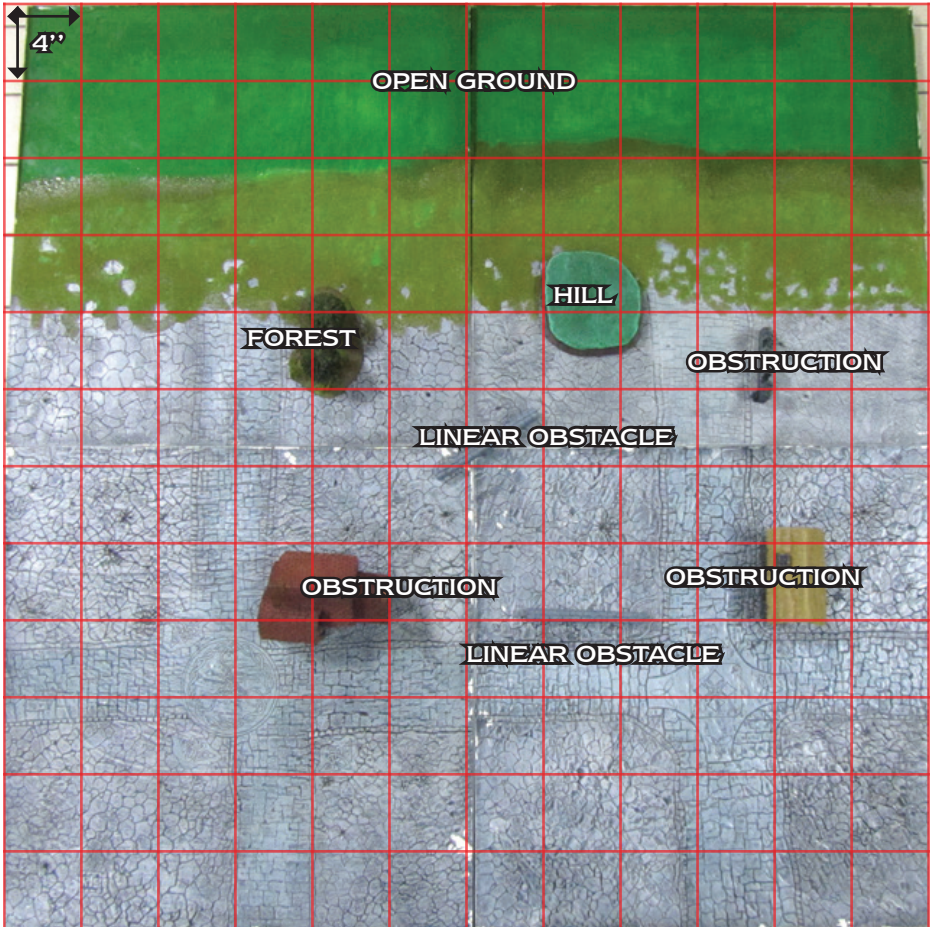 4”
OPEN GROUND
HILL
FOREST
OBSTRUCTION
LINEAR OBSTACLE
OBSTRUCTION
OBSTRUCTION
LINEAR OBSTACLE